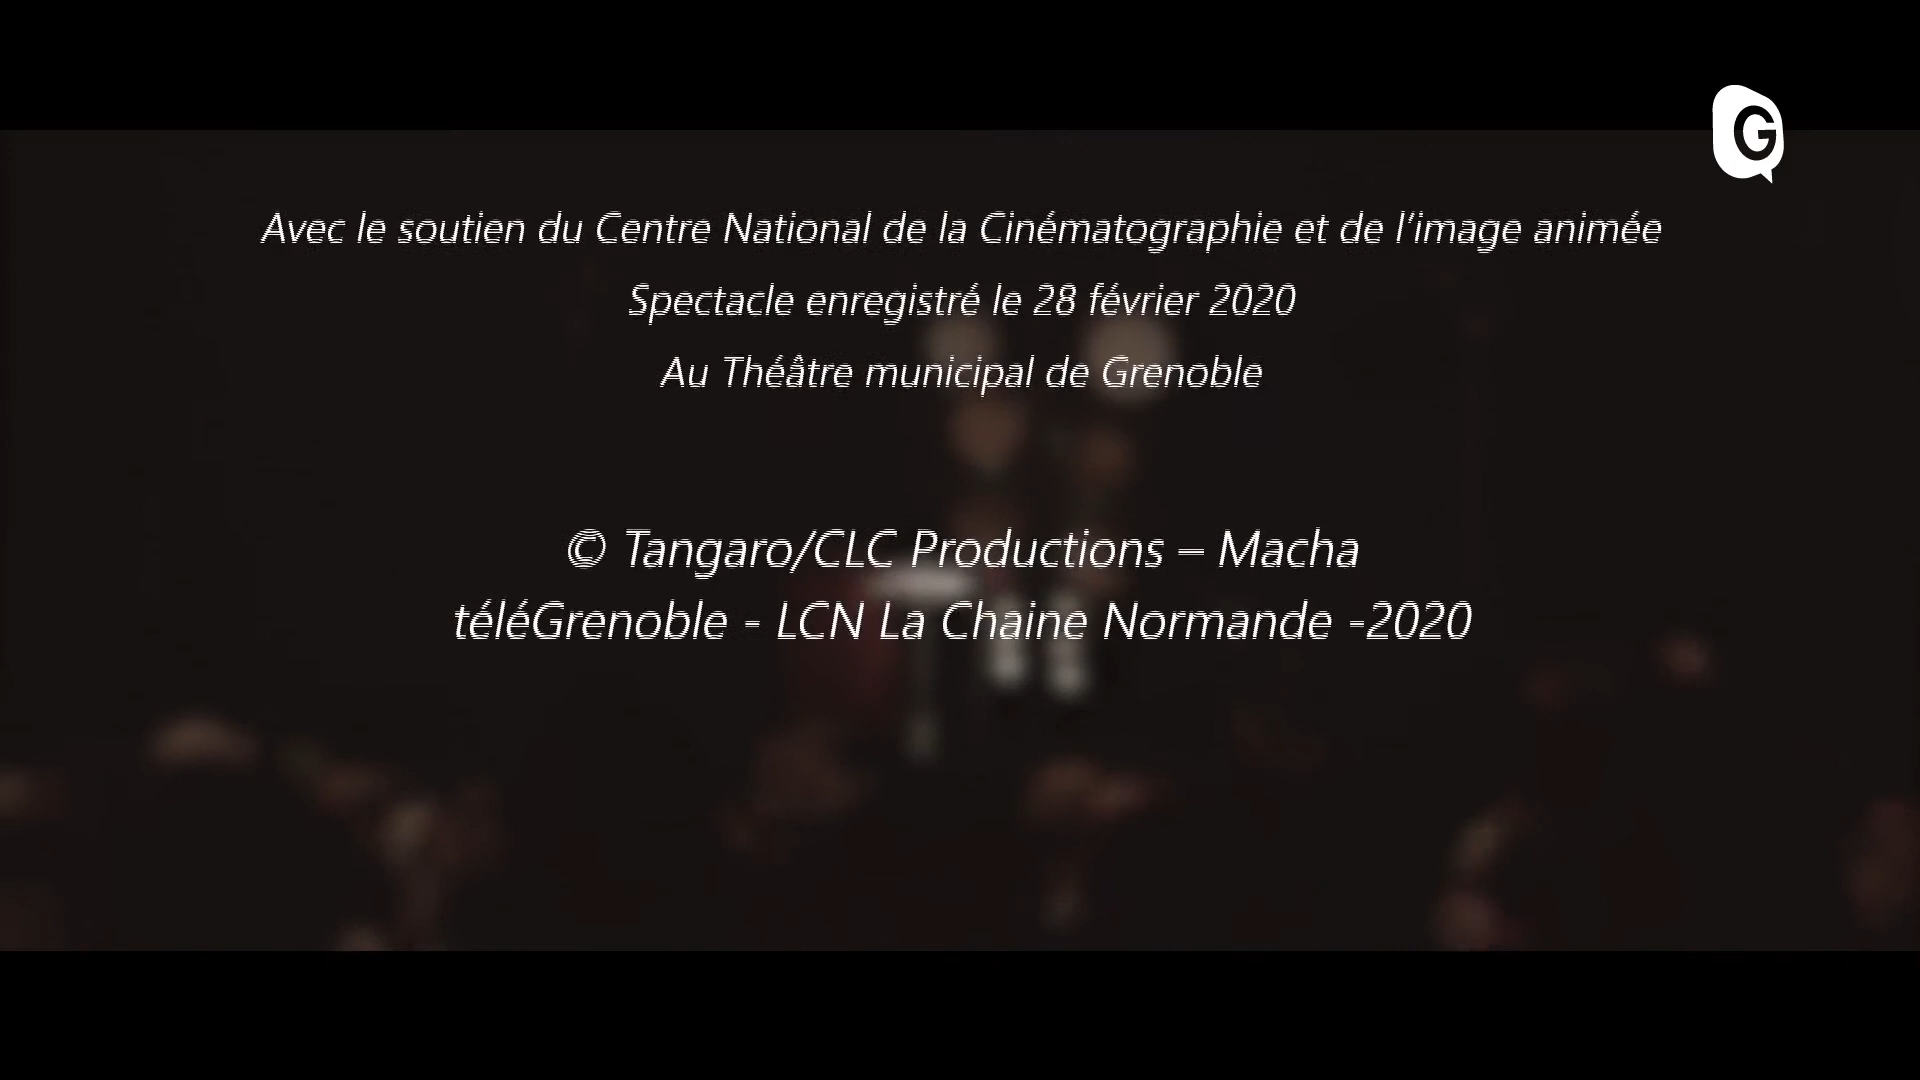 G
Avec le soutien du Centre National de la Cinématographie et de l’image animée
Spectacle enregistré le 28 février 2020
Au Théâtre municipal de Grenoble
© Tangaro/CLC Productions – Macha
téléGrenoble - LCN La Chaine Normande -2020